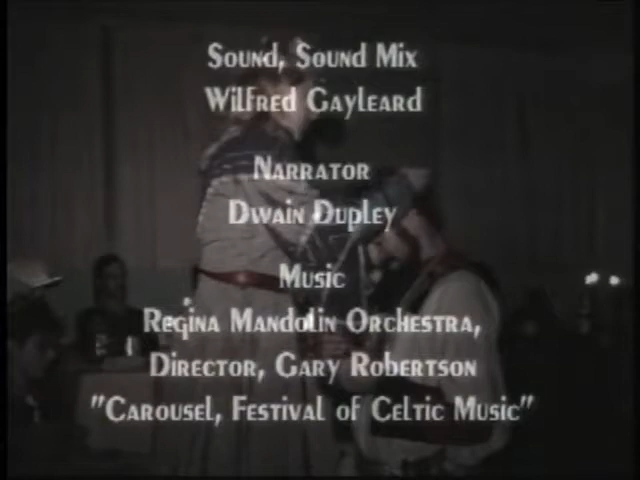 Sound, Sound Mix
Wilfred Gayleard
Narrator
Dwain Dupley
Music
Regina Mandolin Orchestra,
Director, Gary Robertson
"Carousel, Festival of Celtic Music"